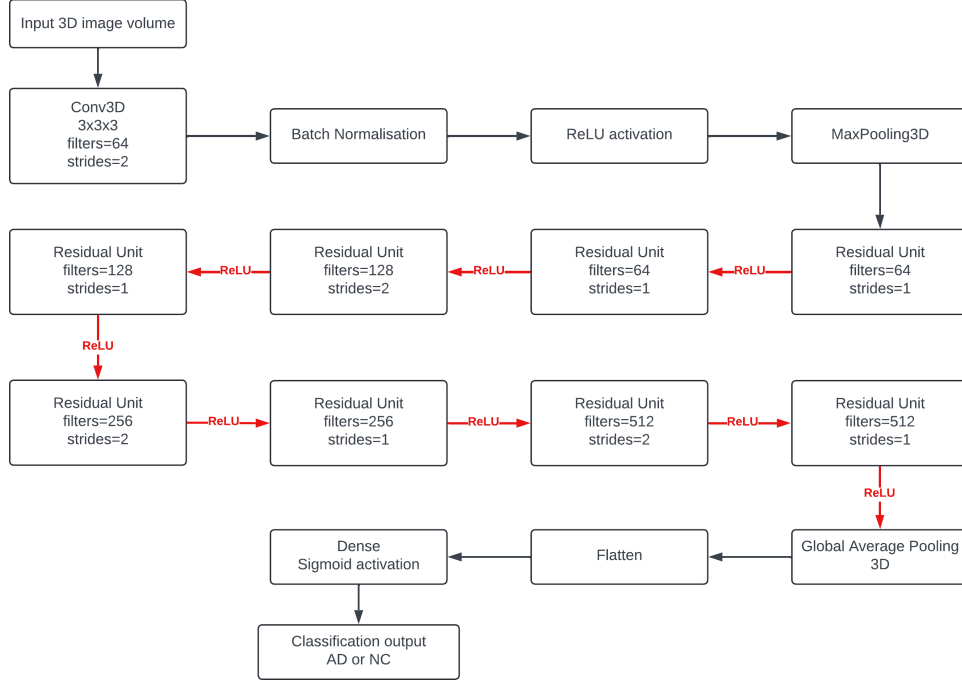 Input 3D image volume
Conv3D
3x3x3
filters=64
strides=2
Batch Normalisation
ReLU activation
MaxPooling3D
Residual Unit
filters=64
strides=1
ReLU
Residual Unit
filters=64
strides=1
ReLU
Residual Unit
filters=128
strides=2
ReLU
Residual Unit
filters=128
strides=1
ReLU
Residual Unit
filters=256
strides=2
ReLU
Residual Unit
filters=256
strides=1
ReLU
Residual Unit
filters=512
strides=2
ReLU
Residual Unit
filters=512
strides=1
ReLU
Global Average Pooling
3D
Flatten
Dense
Sigmoid activation
Classification output
AD or NC